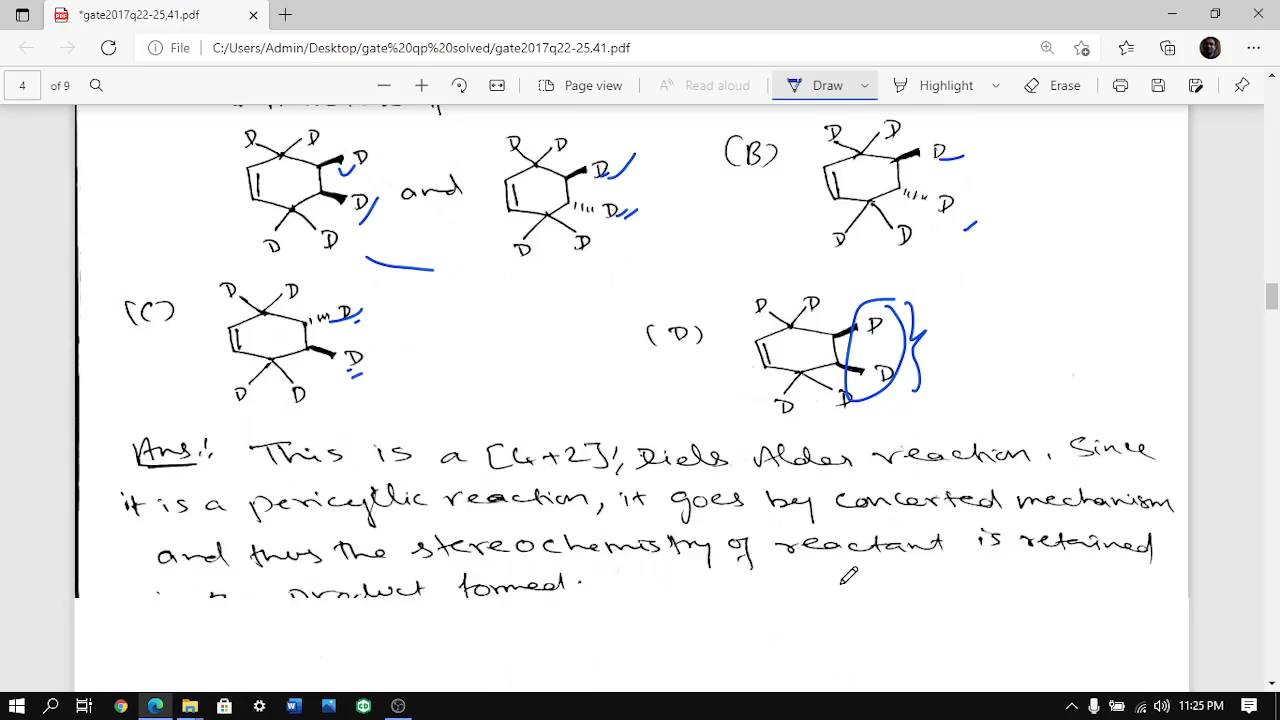 *gate2017q22-25,41.pdf
File C:/Users/Admin/Desktop/gate%20qp%20solved/gate2017q22-25,41.pdf
4 of 9 Page view Read aloud Draw Highlight Erase
D D D D and D D D D D D D D
(B) D D D D D D
(C) D D D D D D
(D) D D D D D D
Ans: This is a [4+2], Diels Alder reaction. Since
it is a pericyllic reaction, it goes by concerted mechanism
and thus the stereochemistry of reactant is retained
product formed.
11:25 PM